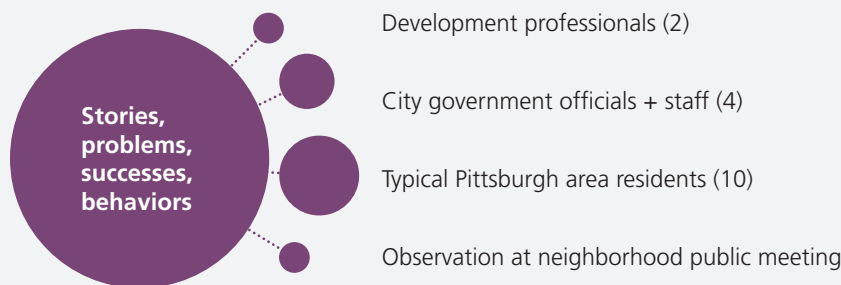 Development professionals (2)
City government officials + staff (4)
Stories,
problems,
successes,
behaviors
Typical Pittsburgh area residents (10)
Observation at neighborhood public meeting